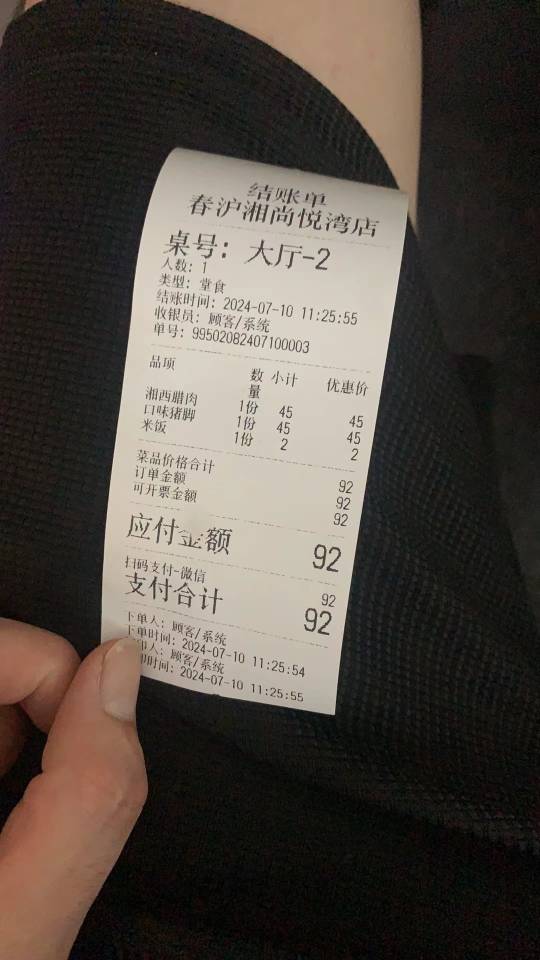 结账单
春沪湘尚悦湾店
桌号：大厅-2
人数：1
类型：堂食
结账时间：2024-07-10 11:25:55
收银员：顾客/系统
单号：99502082407100003
品项 数量 小计 优惠价
湘西腊肉 1份 45 45
口味猪脚 1份 45 45
米饭 1份 2 2
菜品价格合计 92
订单金额 92
可开票金额 92
应付金额 92
扫码支付-微信 92
支付合计 92
下单人：顾客/系统
下单时间：2024-07-10 11:25:54
印人：顾客/系统
印时间：2024-07-10 11:25:55